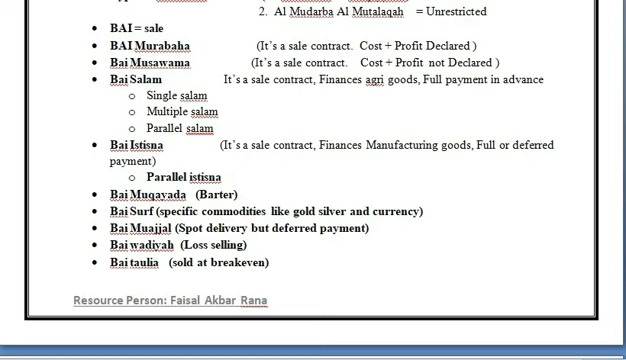 2. Al Mudarba Al Mutalaqah = Unrestricted
• BAI = sale
• BAI Murabaha (It's a sale contract. Cost + Profit Declared )
• Bai Musawama (It's a sale contract. Cost + Profit not Declared )
• Bai Salam It's a sale contract, Finances agri goods, Full payment in advance
o Single salam
o Multiple salam
o Parallel salam
• Bai Istisna (It's a sale contract, Finances Manufacturing goods, Full or deferred
payment)
o Parallel istisna
• Bai Muqayada (Barter)
• Bai Surf (specific commodities like gold silver and currency)
• Bai Muajjal (Spot delivery but deferred payment)
• Bai wadiyah (Loss selling)
• Bai taulia (sold at breakeven)
Resource Person: Faisal Akbar Rana